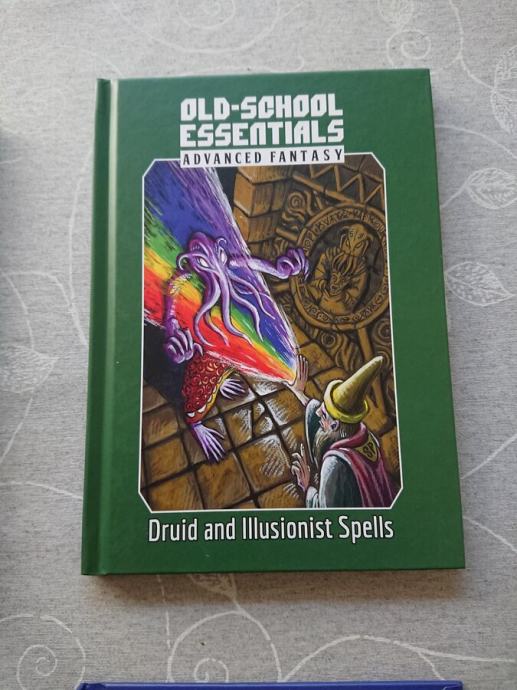 OLD-SCHOOL
ESSENTIALS
ADVANCED FANTASY
Druid and Illusionist Spells